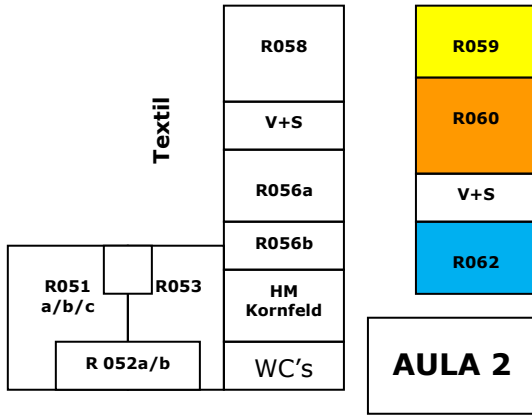 R058
R059
Textil
V+S
R060
R056a
V+S
R056b
R062
R051
a/b/c
R053
HM
Kornfeld
R 052a/b
WC's
AULA 2